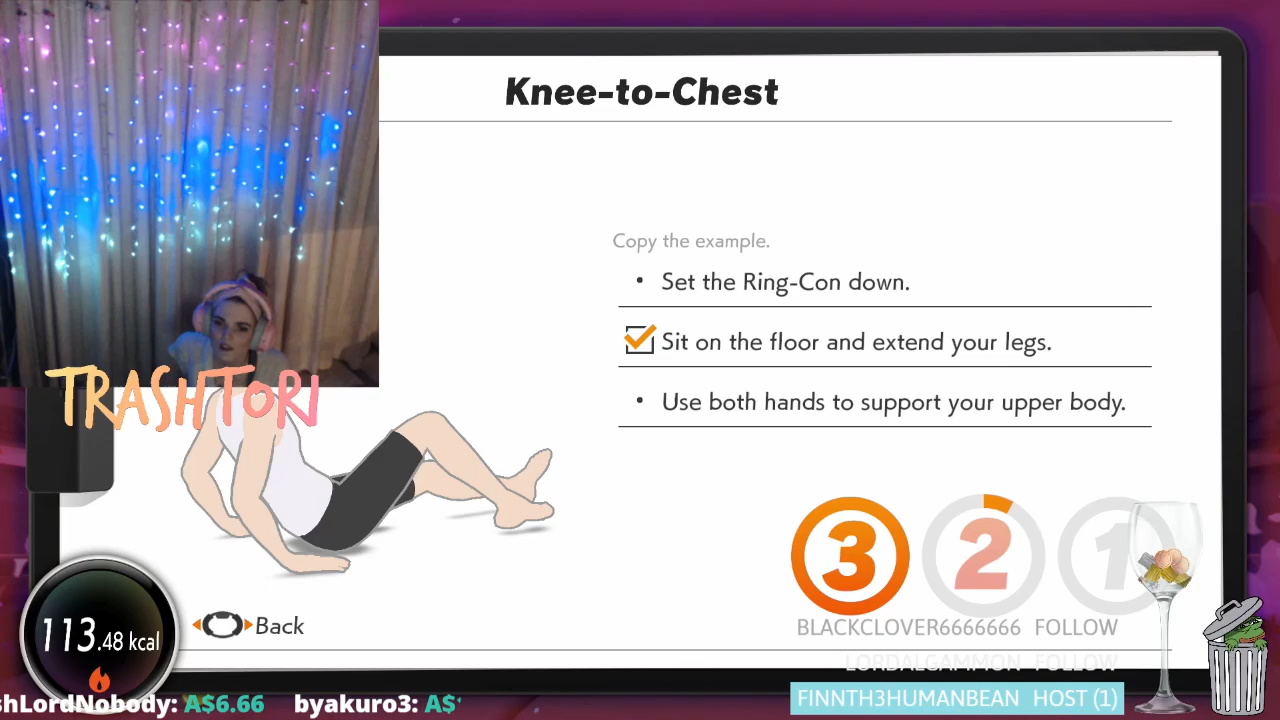 Knee-to-Chest
Copy the example.
• Set the Ring-Con down.
Sit on the floor and extend your legs.
• Use both hands to support your upper body.
TRASHTORI
3 2 1
113.48 kcal
Back
BLACKCLOVER6666666 FOLLOW
LORDALGAMMON FOLLOW
FINNTH3HUMANBEAN HOST (1)
shLordNobody: A$6.66 byakuro3: A$